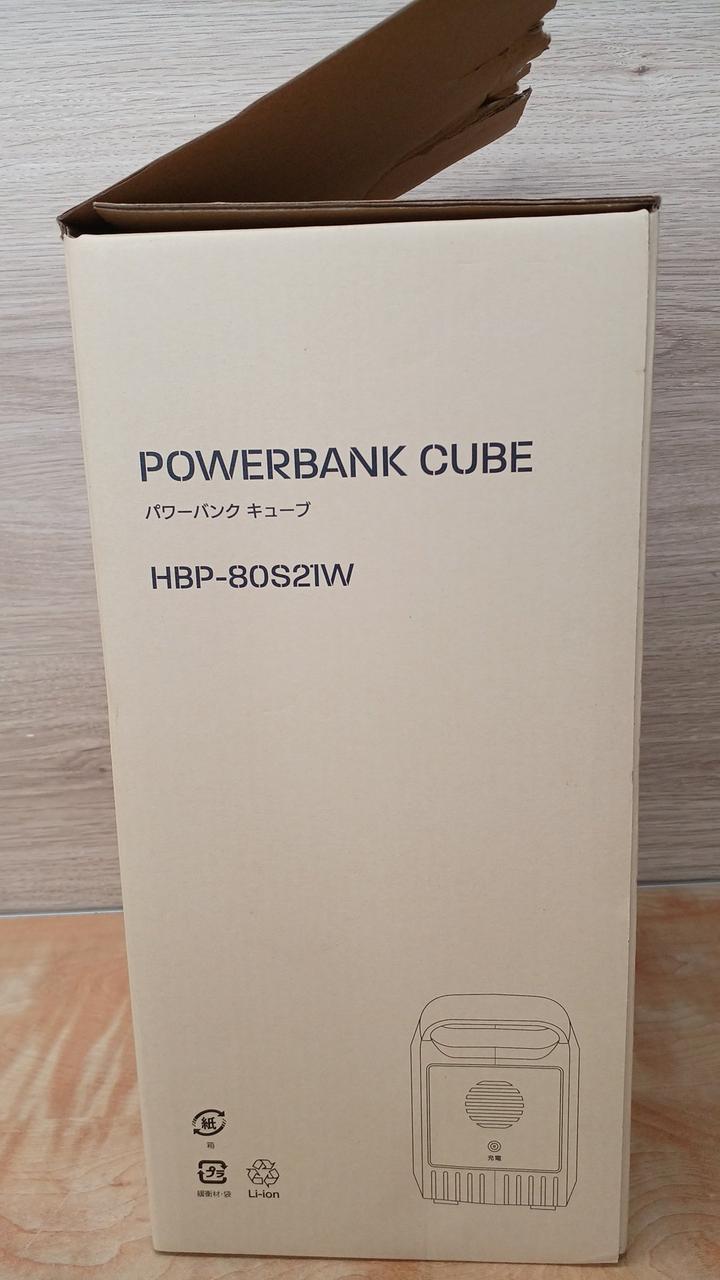 POWERBANK CUBE
パワーバンク キューブ
HBP-80S21W
充電
紙
箱
プラ
緩衝材・袋
Li-ion